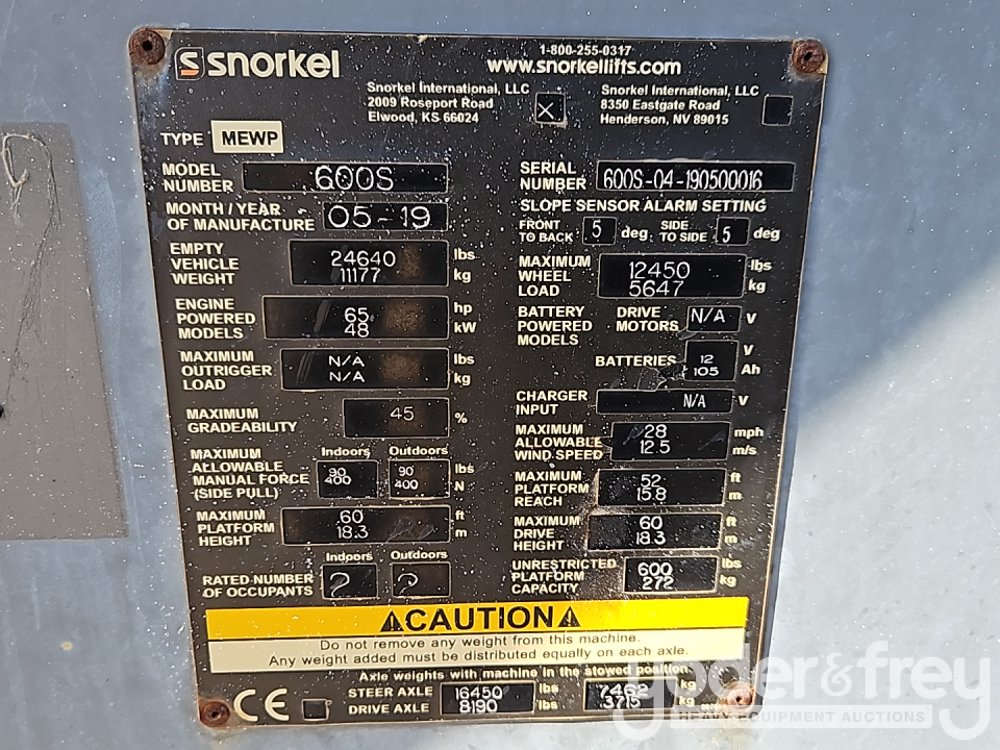 snorkel
1-800-255-0317
www.snorkellifts.com
Snorkel International, LLC
2009 Roseport Road
Elwood, KS 66024
X
Snorkel International, LLC
8350 Eastgate Road
Henderson, NV 89015
TYPE MEWP
MODEL NUMBER 600S
SERIAL NUMBER 600S-04-190500016
MONTH / YEAR OF MANUFACTURE 05-19
SLOPE SENSOR ALARM SETTING
FRONT TO BACK 5 deg. SIDE TO SIDE 5 deg
EMPTY VEHICLE WEIGHT 24640 lbs 11177 kg
MAXIMUM WHEEL LOAD 12450 lbs 5647 kg
ENGINE POWERED MODELS 65 hp 48 kW
BATTERY POWERED MODELS DRIVE MOTORS N/A V
BATTERIES 12 V 105 Ah
MAXIMUM OUTRIGGER LOAD N/A lbs N/A kg
CHARGER INPUT N/A V
MAXIMUM GRADEABILITY 45 %
MAXIMUM ALLOWABLE WIND SPEED 28 mph 12.5 m/s
Indoors Outdoors
MAXIMUM ALLOWABLE MANUAL FORCE (SIDE PULL) 90 400 90 400 lbs N
MAXIMUM PLATFORM REACH 52 ft 15.8 m
MAXIMUM PLATFORM HEIGHT 60 ft 18.3 m
MAXIMUM DRIVE HEIGHT 60 ft 18.3 m
Indoors Outdoors
RATED NUMBER OF OCCUPANTS 2 2
UNRESTRICTED PLATFORM CAPACITY 600 lbs 272 kg
CAUTION
Do not remove any weight from this machine.
Any weight added must be distributed equally on each axle.
Axle weights with machine in the stowed position
STEER AXLE 16450 lbs 7462 kg
DRIVE AXLE 8190 lbs 3715 kg
CE
yoder & frey
HEAVY EQUIPMENT AUCTIONS